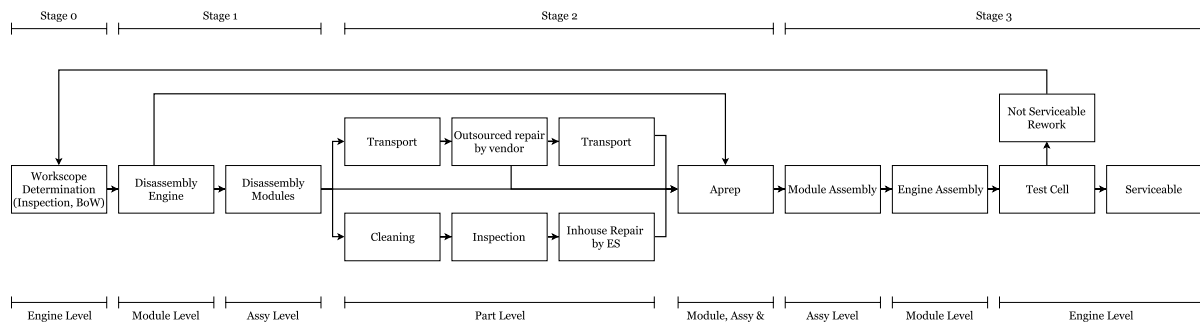 Stage 0
Stage 1
Stage 2
Stage 3
Not Serviceable
Rework
Transport
Outsourced repair
by vendor
Transport
Workscope
Determination
(Inspection, BoW)
Disassembly
Engine
Disassembly
Modules
Aprep
Module Assembly
Engine Assembly
Test Cell
Serviceable
Cleaning
Inspection
Inhouse Repair
by ES
Engine Level
Module Level
Assy Level
Part Level
Module, Assy &
Assy Level
Module Level
Engine Level